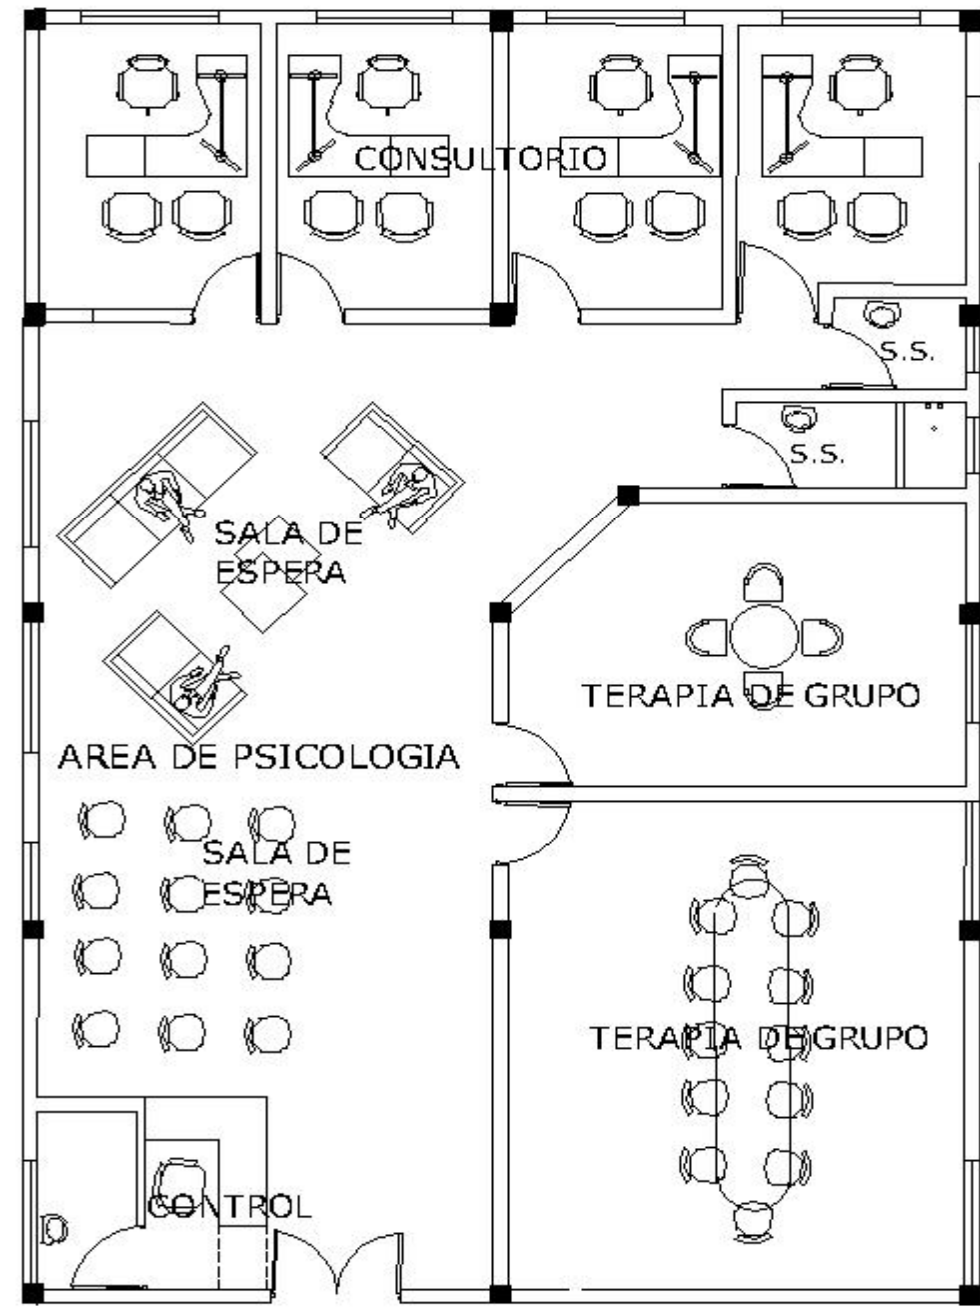 CONSULTORIO
S.S.
S.S.
SALA DE
ESPERA
TERAPIA DE GRUPO
AREA DE PSICOLOGIA
SALA DE
ESPERA
TERAPIA DE GRUPO
CONTROL